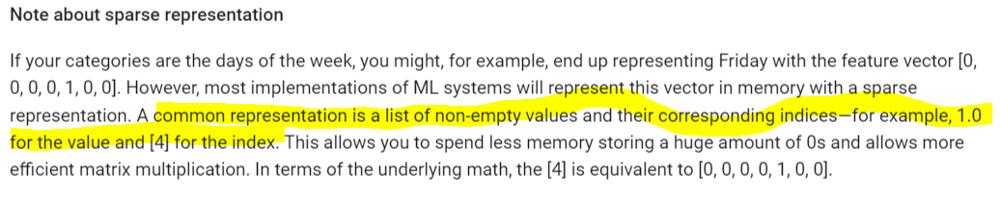 Note about sparse representation
If your categories are the days of the week, you might, for example, end up representing Friday with the feature vector [0,
0, 0, 0, 1, 0, 0]. However, most implementations of ML systems will represent this vector in memory with a sparse
representation. A common representation is a list of non-empty values and their corresponding indices—for example, 1.0
for the value and [4] for the index. This allows you to spend less memory storing a huge amount of 0s and allows more
efficient matrix multiplication. In terms of the underlying math, the [4] is equivalent to [0, 0, 0, 0, 1, 0, 0].